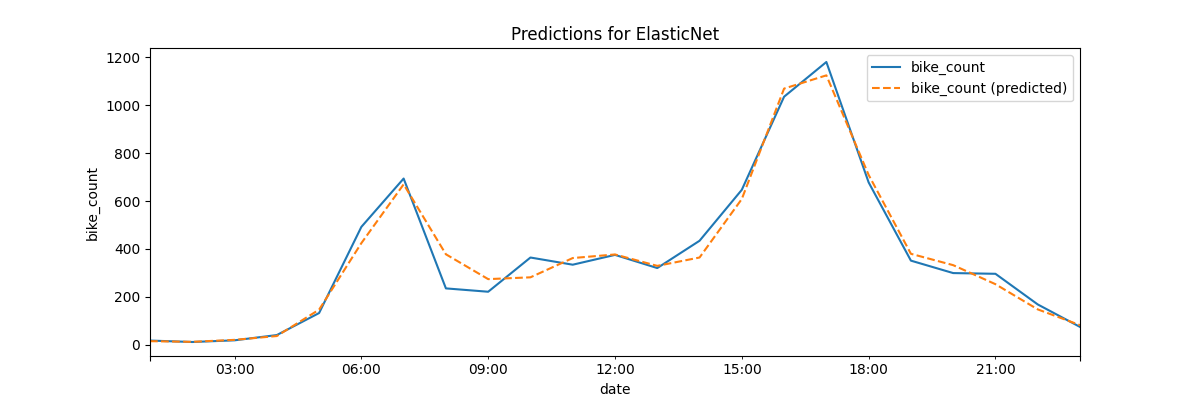 Predictions for ElasticNet
bike_count
bike_count (predicted)
1200
1000
800
600
400
200
0
bike_count
03:00 06:00 09:00 12:00 15:00 18:00 21:00
date